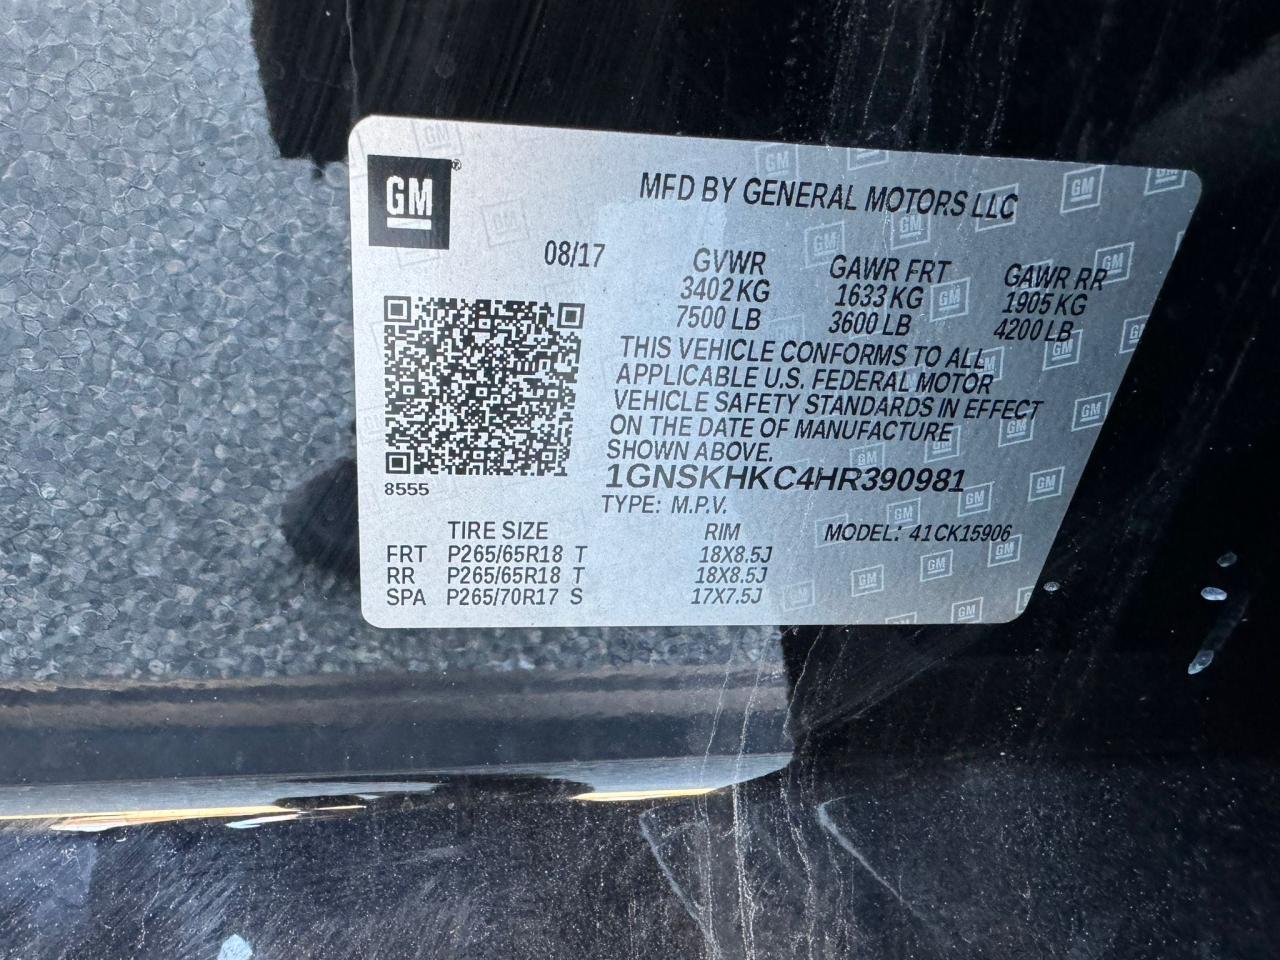 GM®
MFD BY GENERAL MOTORS LLC
08/17
GVWR GAWR FRT GAWR RR
3402 KG 1633 KG 1905 KG
7500 LB 3600 LB 4200 LB
THIS VEHICLE CONFORMS TO ALL
APPLICABLE U.S. FEDERAL MOTOR
VEHICLE SAFETY STANDARDS IN EFFECT
ON THE DATE OF MANUFACTURE
SHOWN ABOVE.
8555
1GNSKHKC4HR390981
TYPE: M.P.V.
TIRE SIZE RIM MODEL: 41CK15906
FRT P265/65R18 T 18X8.5J
RR P265/65R18 T 18X8.5J
SPA P265/70R17 S 17X7.5J